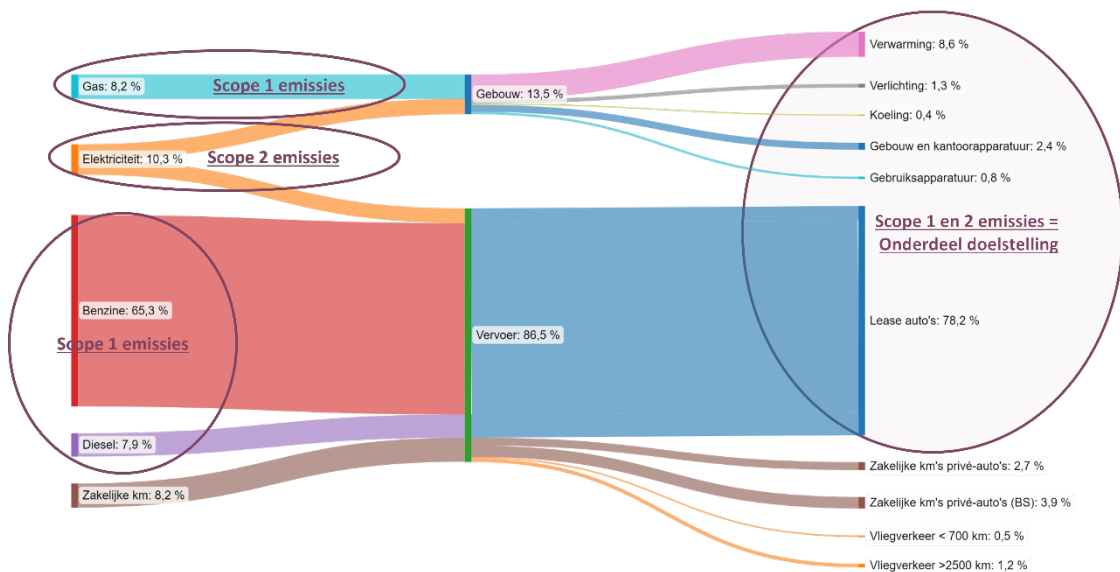 Gas: 8,2 %
Scope 1 emissies
Elektriciteit: 10,3 %
Scope 2 emissies
Benzine: 65,3 %
Scope 1 emissies
Diesel: 7,9 %
Zakelijke km: 8,2 %
Gebouw: 13,5 %
Vervoer: 86,5 %
Verwarming: 8,6 %
Verlichting: 1,3 %
Koeling: 0,4 %
Gebouw en kantoorapparatuur: 2,4 %
Gebruiksapparatuur: 0,8 %
Scope 1 en 2 emissies =
Onderdeel doelstelling
Lease auto's: 78,2 %
Zakelijke km's privé-auto's: 2,7 %
Zakelijke km's privé-auto's (BS): 3,9 %
Vliegverkeer < 700 km: 0,5 %
Vliegverkeer >2500 km: 1,2 %